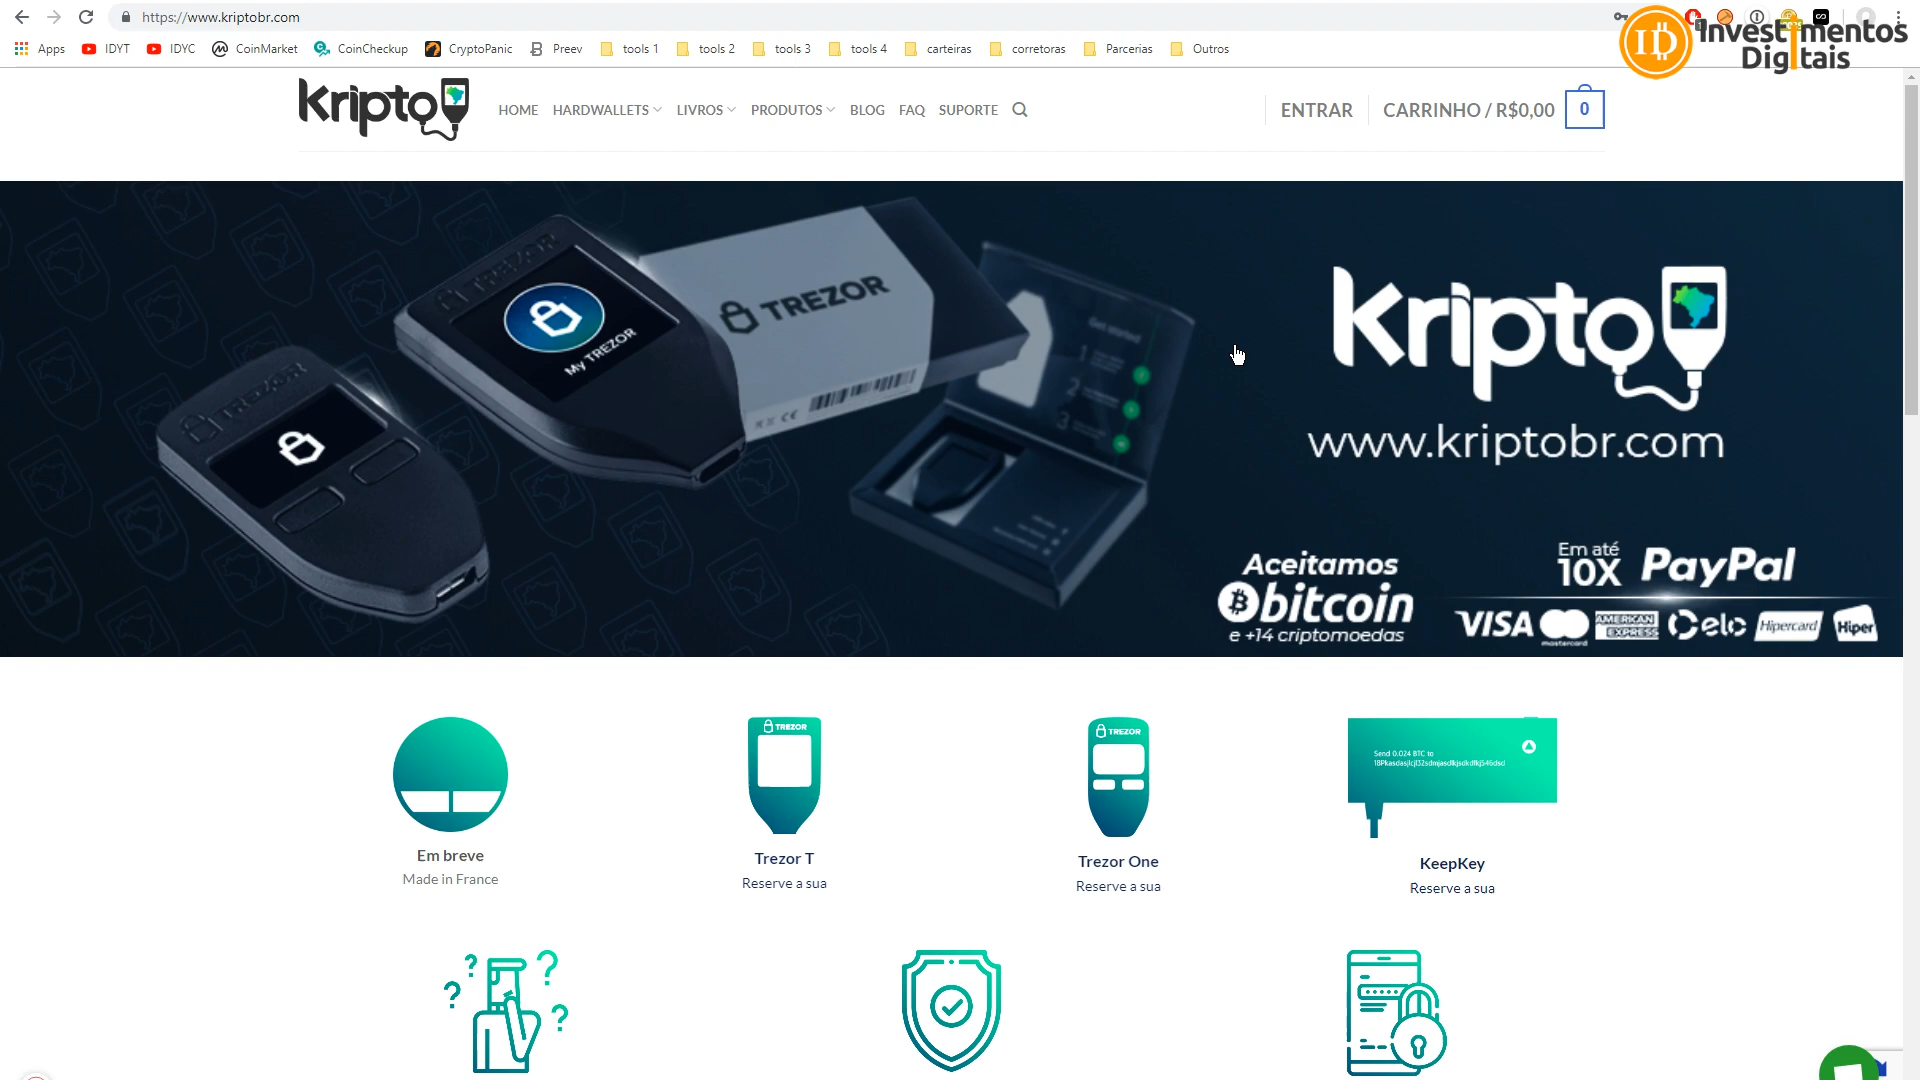 https://www.kriptobr.com
Apps IDYT IDYC CoinMarket CoinCheckup CryptoPanic Preev tools 1 tools 2 tools 3 tools 4 carteiras corretoras Parcerias Outros
Investimentos
Digitais
Kripto
HOME HARDWALLETS LIVROS PRODUTOS BLOG FAQ SUPORTE
ENTRAR CARRINHO / R$0,00 0
TREZOR
My TREZOR
TREZOR
TREZOR
Get started
1
2
3
Kripto
www.kriptobr.com
Aceitamos
bitcoin
e +14 criptomoedas
Em até
10X PayPal
VISA mastercard AMERICAN EXPRESS elo Hipercard Hiper
TREZOR
TREZOR
Send 0.024 BTC to
Em breve
Made in France
Trezor T
Reserve a sua
Trezor One
Reserve a sua
KeepKey
Reserve a sua